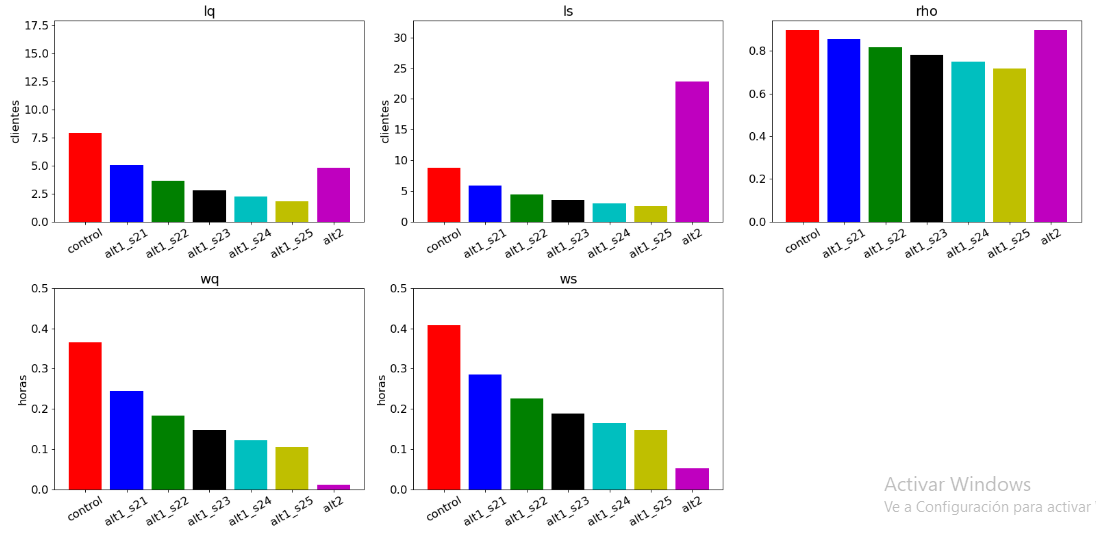 lq
clientes
17.5
15.0
12.5
10.0
7.5
5.0
2.5
0.0
control
alt1_s21
alt1_s22
alt1_s23
alt1_s24
alt1_s25
alt2
ls
clientes
30
25
20
15
10
5
0
control
alt1_s21
alt1_s22
alt1_s23
alt1_s24
alt1_s25
alt2
rho
0.8
0.6
0.4
0.2
0.0
control
alt1_s21
alt1_s22
alt1_s23
alt1_s24
alt1_s25
alt2
wq
horas
0.5
0.4
0.3
0.2
0.1
0.0
control
alt1_s21
alt1_s22
alt1_s23
alt1_s24
alt1_s25
alt2
ws
horas
0.5
0.4
0.3
0.2
0.1
0.0
control
alt1_s21
alt1_s22
alt1_s23
alt1_s24
alt1_s25
alt2
Activar Windows
Ve a Configuración para activar